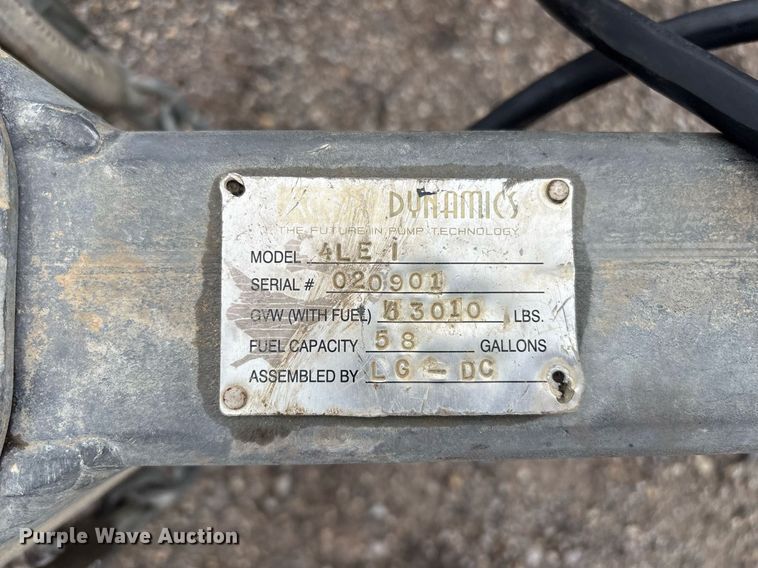 DYNAMICS
THE FUTURE IN PUMP TECHNOLOGY
MODEL 4LE I
SERIAL # 020901
GVW (WITH FUEL) 3010 LBS.
FUEL CAPACITY 58 GALLONS
ASSEMBLED BY LG - DC
Purple Wave Auction